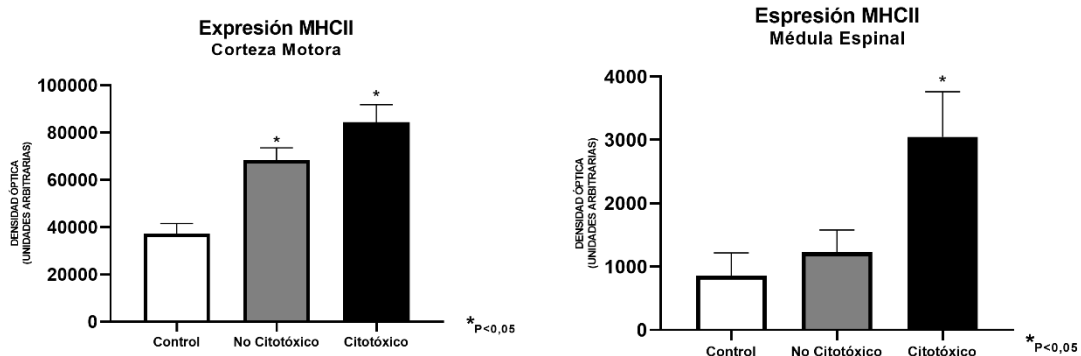 Expresión MHCII
Corteza Motora
DENSIDAD ÓPTICA
(UNIDADES ARBITRARIAS)
100000
80000
60000
40000
20000
0
*
*
Control
No Citotóxico
Citotóxico
*P<0,05
Espresión MHCII
Médula Espinal
DENSIDAD ÓPTICA
(UNIDADES ARBITRARIAS)
4000
3000
2000
1000
0
*
Control
No Citotóxico
Citotóxico
*P<0,05